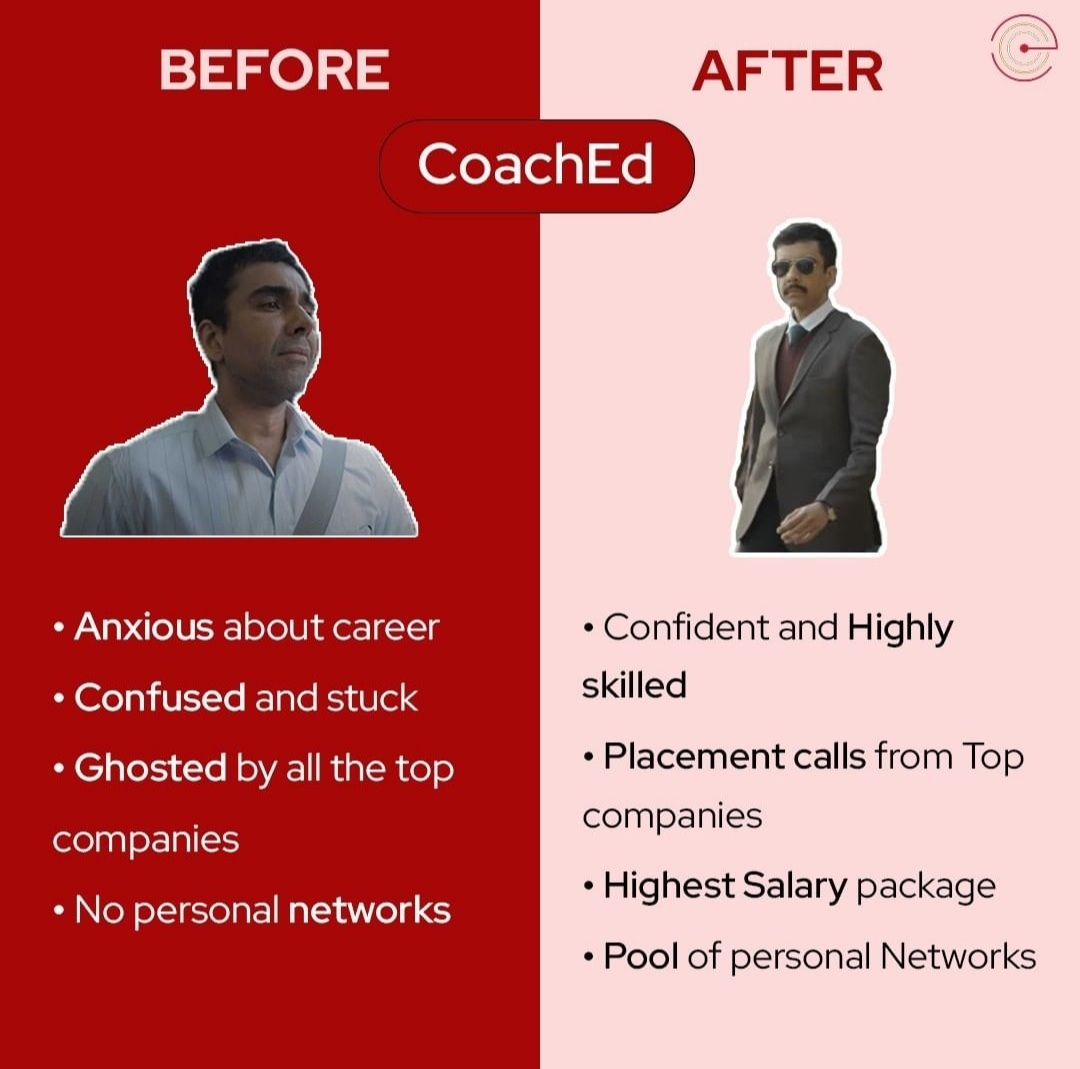 BEFORE
AFTER
CoachEd
• Anxious about career
• Confused and stuck
• Ghosted by all the top
companies
• No personal networks
• Confident and Highly
skilled
• Placement calls from Top
companies
• Highest Salary package
• Pool of personal Networks